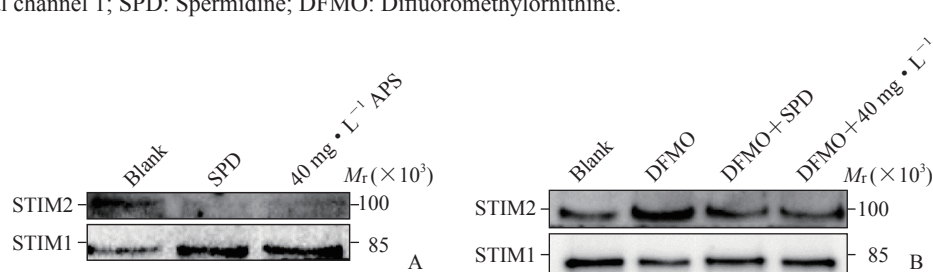 al channel 1; SPD: Spermidine; DFMO: Difluoromethylornithine.
Blank
SPD
40 mg·L⁻¹ APS
Mr(×10³)
STIM2
100
STIM1
85
A
Blank
DFMO
DFMO+SPD
DFMO+40 mg·L⁻¹
Mr(×10³)
STIM2
100
STIM1
85
B